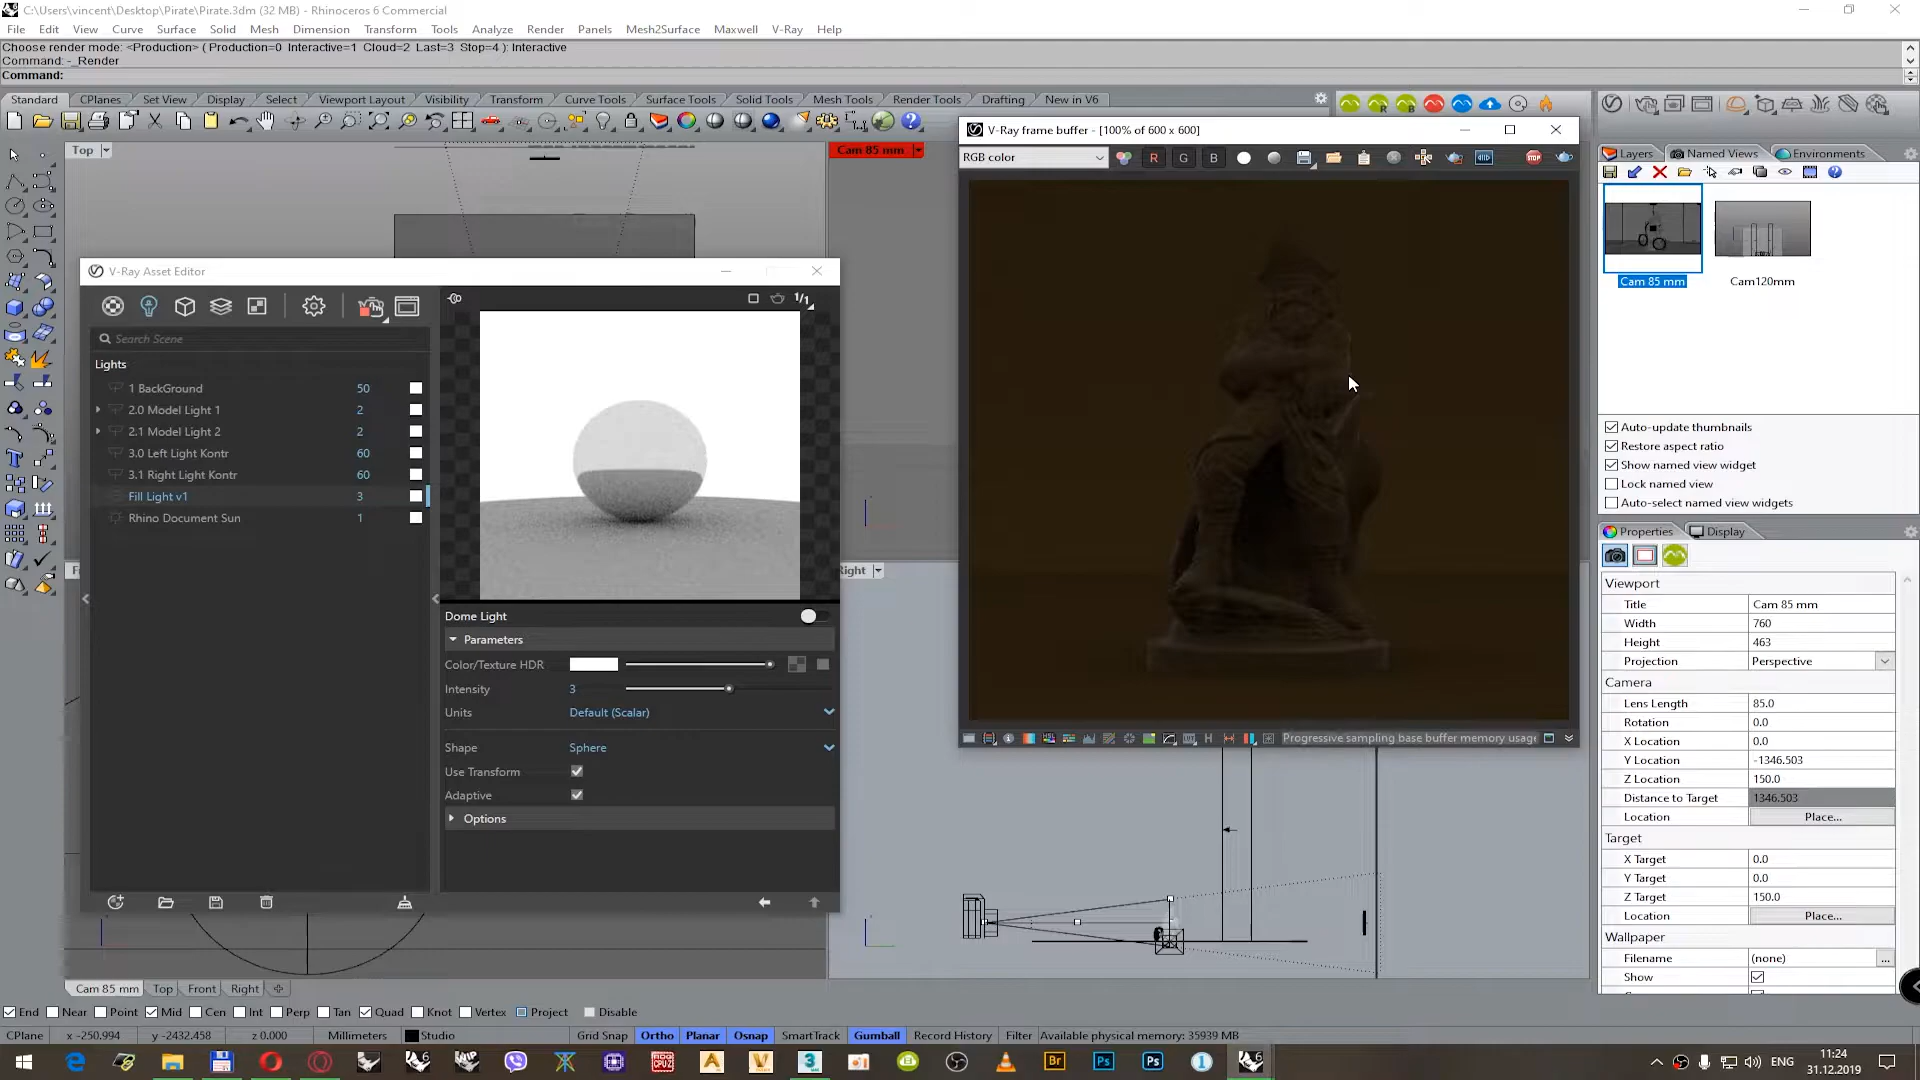 C:\Users\vincent\Desktop\Pirate\Pirate.3dm (32 MB) - Rhinoceros 6 Commercial
File Edit View Curve Surface Solid Mesh Dimension Transform Tools Analyze Render Panels Mesh2Surface Maxwell V-Ray Help
Choose render mode: <Production> ( Production=0 Interactive=1 Cloud=2 Last=3 Stop=4 ): Interactive
Command: -_Render
Command:
Standard CPlanes Set View Display Select Viewport Layout Visibility Transform Curve Tools Surface Tools Solid Tools Mesh Tools Render Tools Drafting New in V6
V-Ray frame buffer - [100% of 600 x 600]
Top
Cam 85 mm
RGB color
R G B
STOP
Layers Named Views Environments
Cam 85 mm
Cam120mm
V-Ray Asset Editor
1/1
Search Scene
Lights
1 BackGround 50
2.0 Model Light 1 2
2.1 Model Light 2 2
3.0 Left Light Kontr 60
3.1 Right Light Kontr 60
Fill Light v1 3
Rhino Document Sun 1
Dome Light
Parameters
Color/Texture HDR
Intensity 3
Units Default (Scalar)
Shape Sphere
Use Transform
Adaptive
Options
Right
H
Progressive sampling base buffer memory usage
Auto-update thumbnails
Restore aspect ratio
Show named view widget
Lock named view
Auto-select named view widgets
Properties Display
Viewport
Title Cam 85 mm
Width 760
Height 463
Projection Perspective
Camera
Lens Length 85.0
Rotation 0.0
X Location 0.0
Y Location -1346.503
Z Location 150.0
Distance to Target 1346.503
Location Place...
Target
X Target 0.0
Y Target 0.0
Z Target 150.0
Location Place...
Wallpaper
Filename (none) ...
Show
Cam 85 mm Top Front Right
End Near Point Mid Cen Int Perp Tan Quad Knot Vertex Project Disable
CPlane x -250.994 y -2432.458 z 0.000 Millimeters Studio Grid Snap Ortho Planar Osnap SmartTrack Gumball Record History Filter Available physical memory: 35939 MB
ENG
11:24
31.12.2019